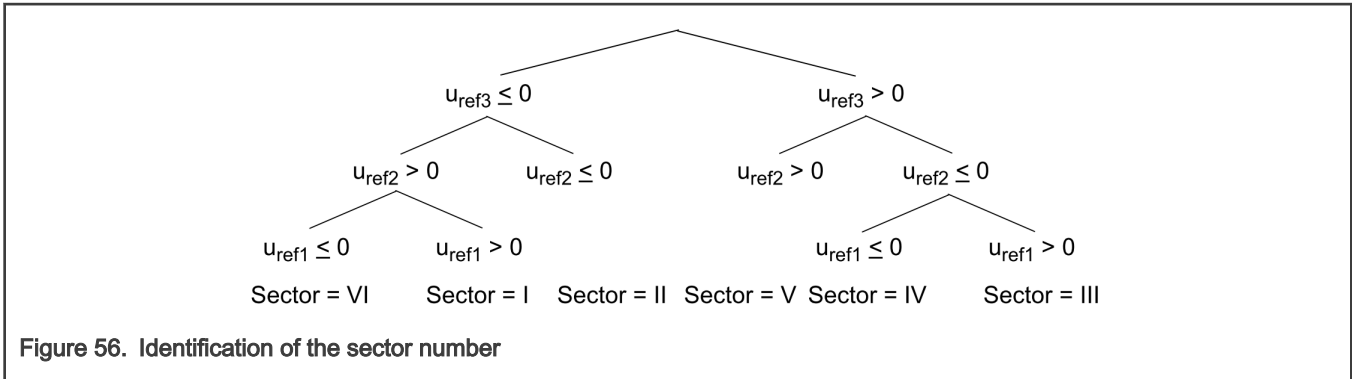 u_ref3 ≤ 0 u_ref3 > 0
u_ref2 > 0 u_ref2 ≤ 0 u_ref2 > 0 u_ref2 ≤ 0
u_ref1 ≤ 0 u_ref1 > 0 u_ref1 ≤ 0 u_ref1 > 0
Sector = VI Sector = I Sector = II Sector = V Sector = IV Sector = III
Figure 56. Identification of the sector number